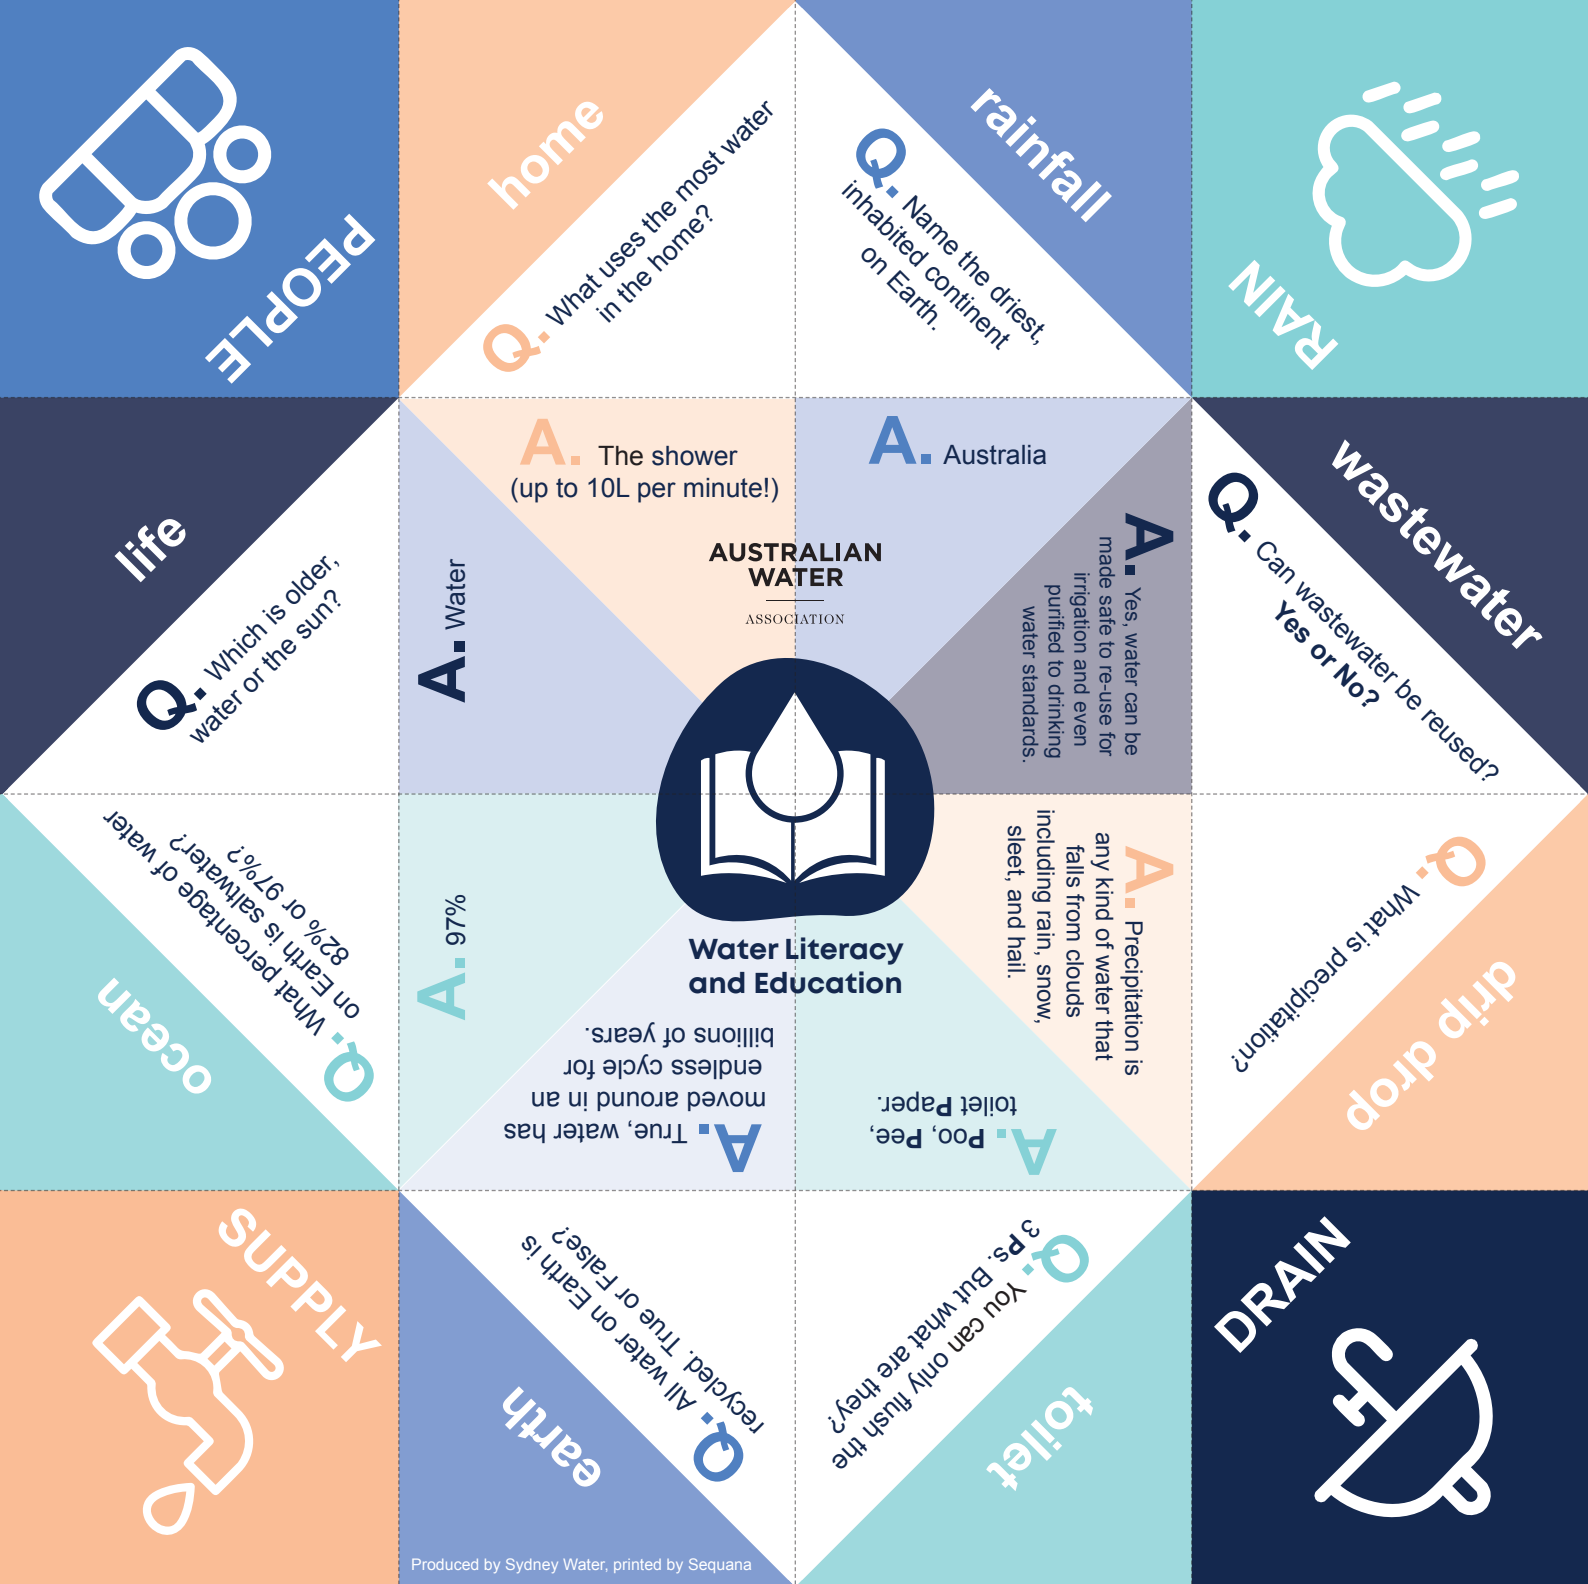 PEOPLE
home
Q. What uses the most water
in the home?
rainfall
Q. Name the driest,
inhabited continent
on Earth.
RAIN
life
Q. Which is older,
water or the sun?
A. The shower
(up to 10L per minute!)
A. Australia
wastewater
Q. Can wastewater be reused?
Yes or No?
A. Water
A. Yes, water can be
made safe to re-use for
irrigation and even
purified to drinking
water standards.
AUSTRALIAN
WATER
ASSOCIATION
Water Literacy
and Education
ocean
Q. What percentage of water
on Earth is saltwater?
82% or 97%?
A. 97%
A. Precipitation is
any kind of water that
falls from clouds
including rain, snow,
sleet, and hail.
drip drop
Q. What is precipitation?
A. True, water has
moved around in an
endless cycle for
billions of years.
A. Poo, Pee,
toilet Paper.
SUPPLY
earth
Q. All water on Earth is
recycled. True or False?
toilet
Q. You can only flush the
3 Ps. But what are they?
DRAIN
Produced by Sydney Water, printed by Sequana